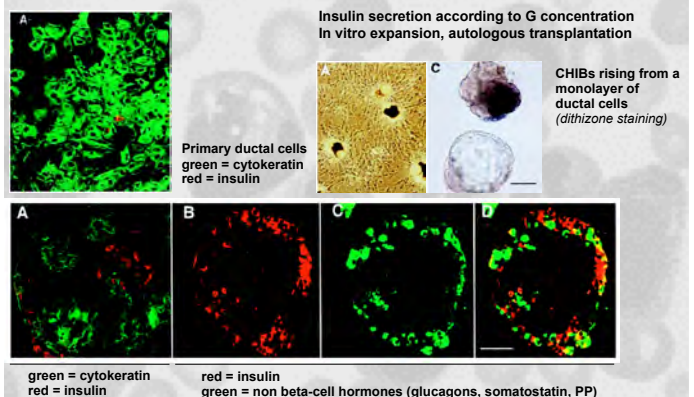 A
Insulin secretion according to G concentration
In vitro expansion, autologous transplantation
Primary ductal cells
green = cytokeratin
red = insulin
A
C
CHIBs rising from a
monolayer of
ductal cells
(dithizone staining)
A
B
C
D
green = cytokeratin
red = insulin
red = insulin
green = non beta-cell hormones (glucagons, somatostatin, PP)